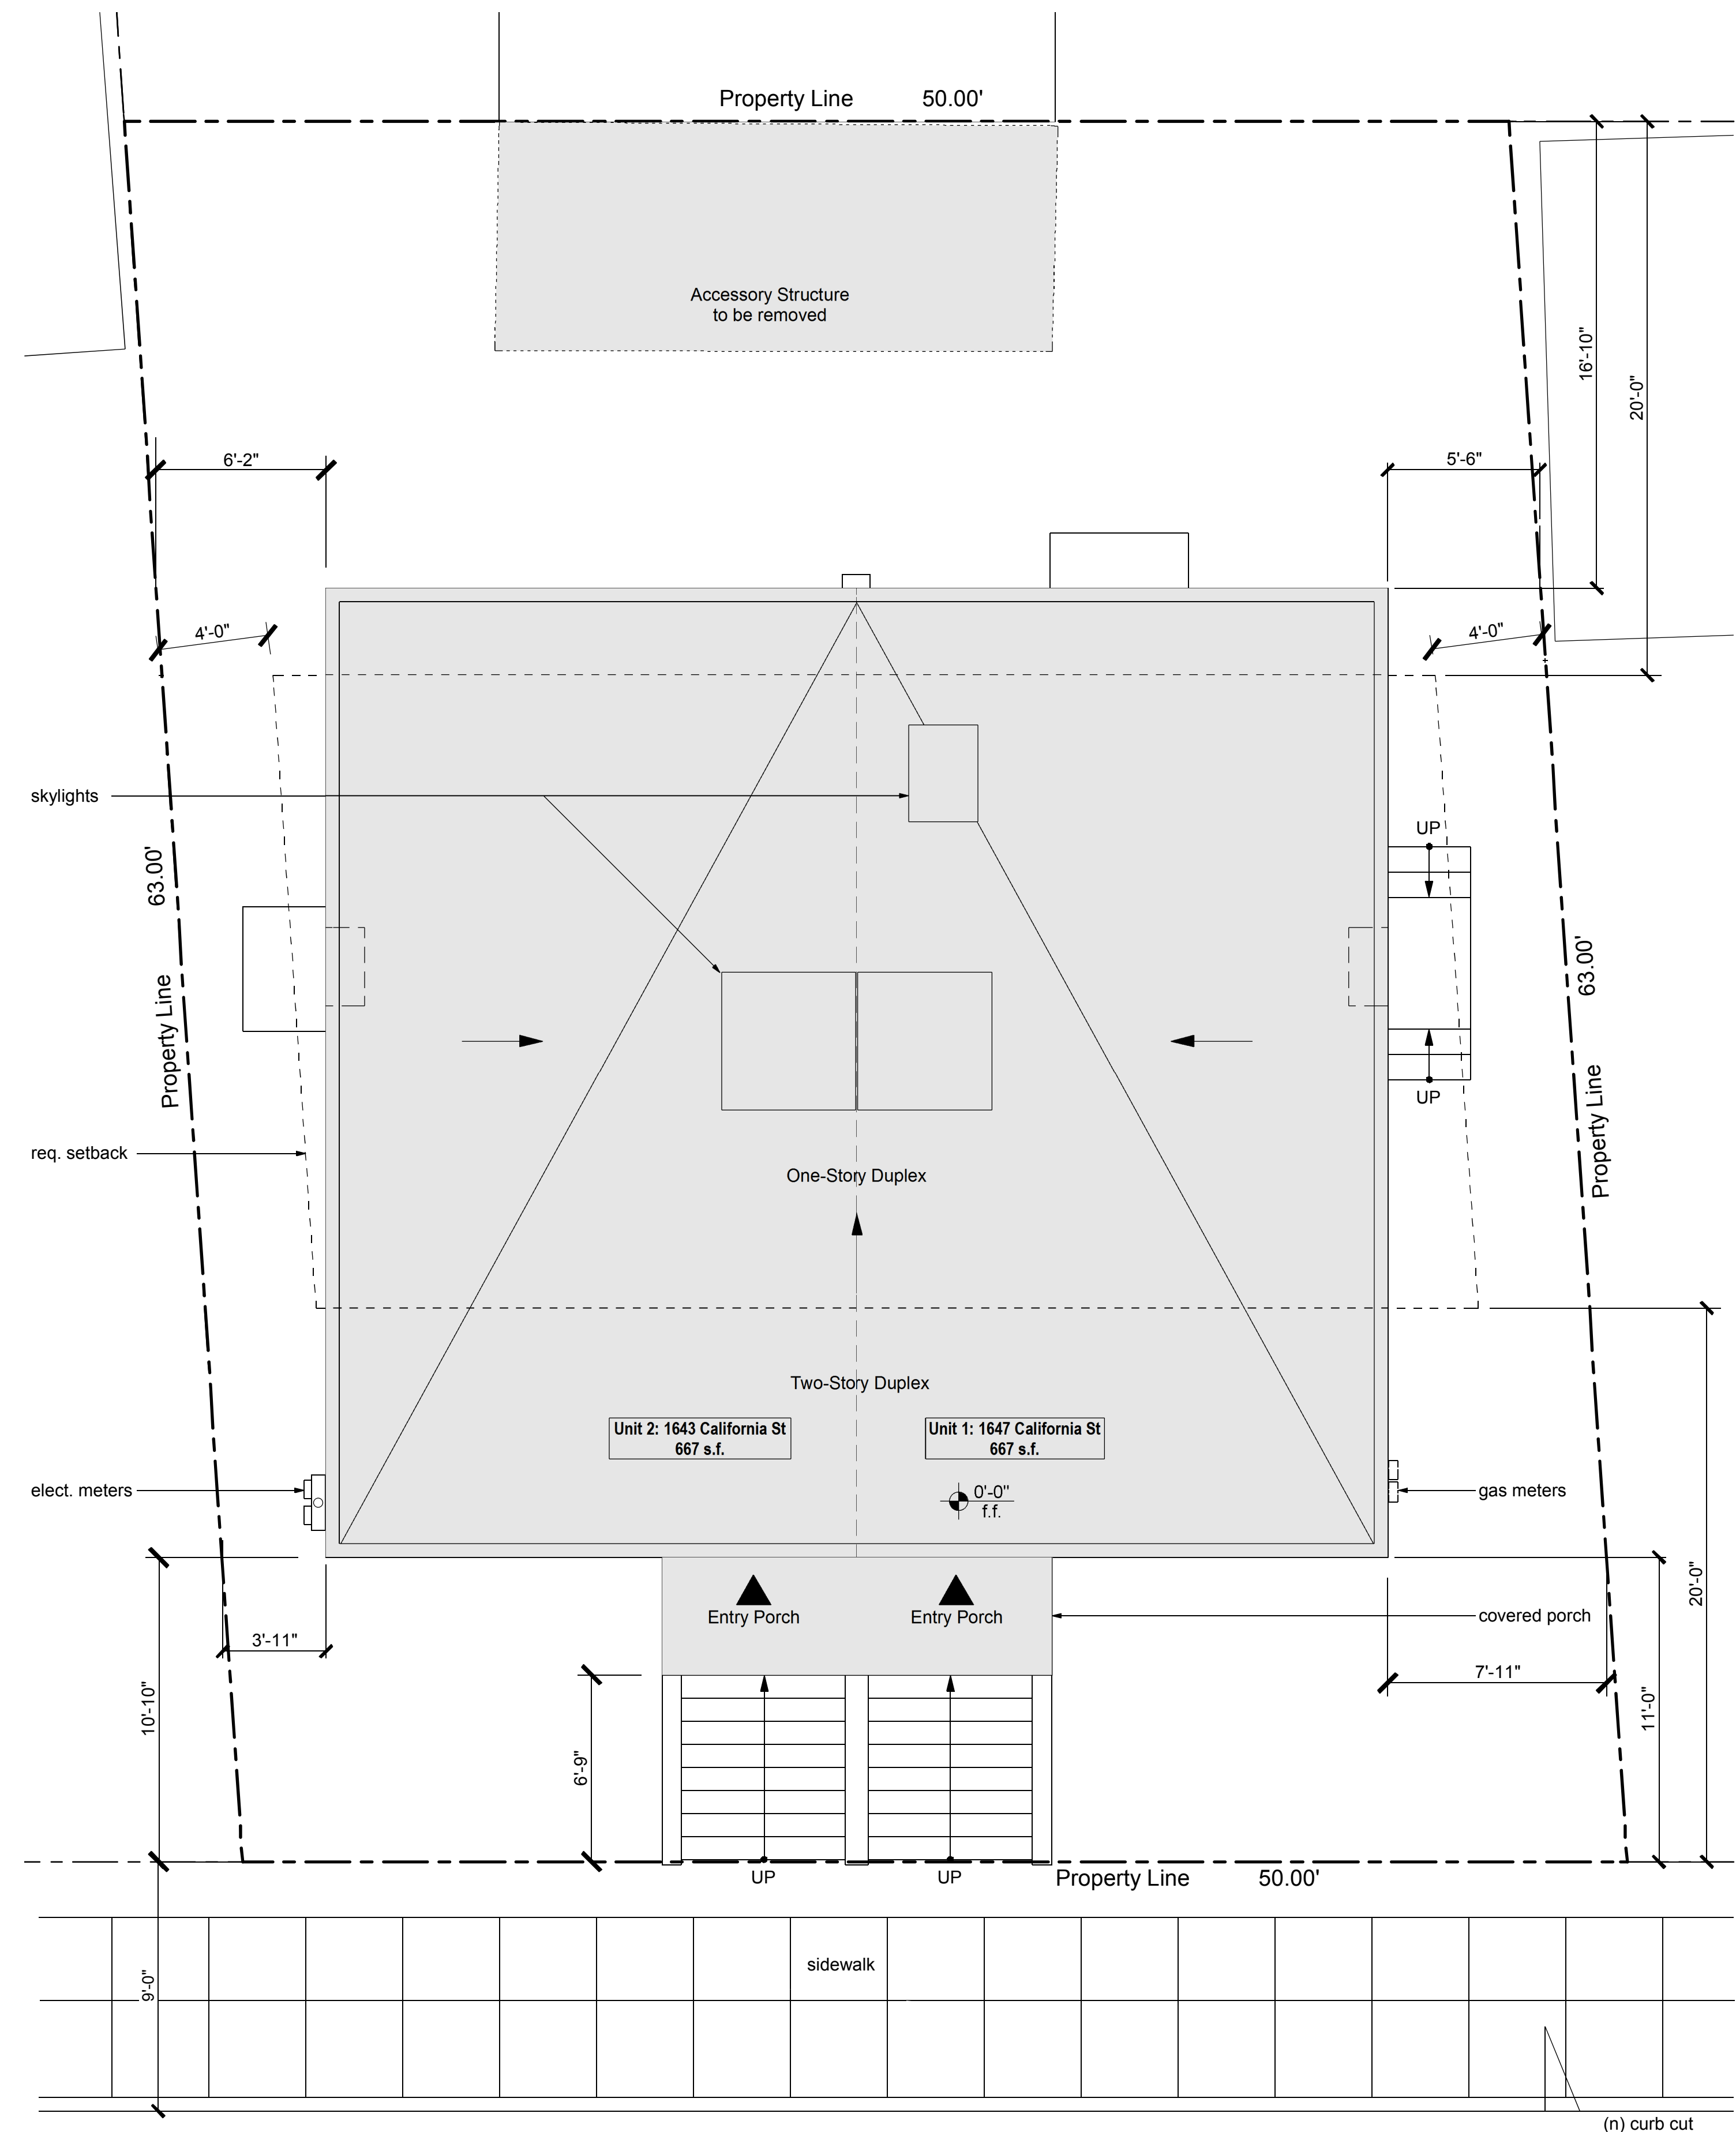 Property Line 50.00'
Accessory Structure
to be removed
16'-10"
20'-0"
6'-2"
5'-6"
4'-0"
4'-0"
skylights
UP
63.00'
Property Line
63.00'
Property Line
UP
req. setback
One-Story Duplex
Two-Story Duplex
Unit 2: 1643 California St
667 s.f.
Unit 1: 1647 California St
667 s.f.
elect. meters
0'-0"
f.f.
gas meters
Entry Porch
Entry Porch
covered porch
20'-0"
3'-11"
7'-11"
10'-10"
11'-0"
6'-9"
UP
UP
Property Line 50.00'
sidewalk
9'-0"
(n) curb cut